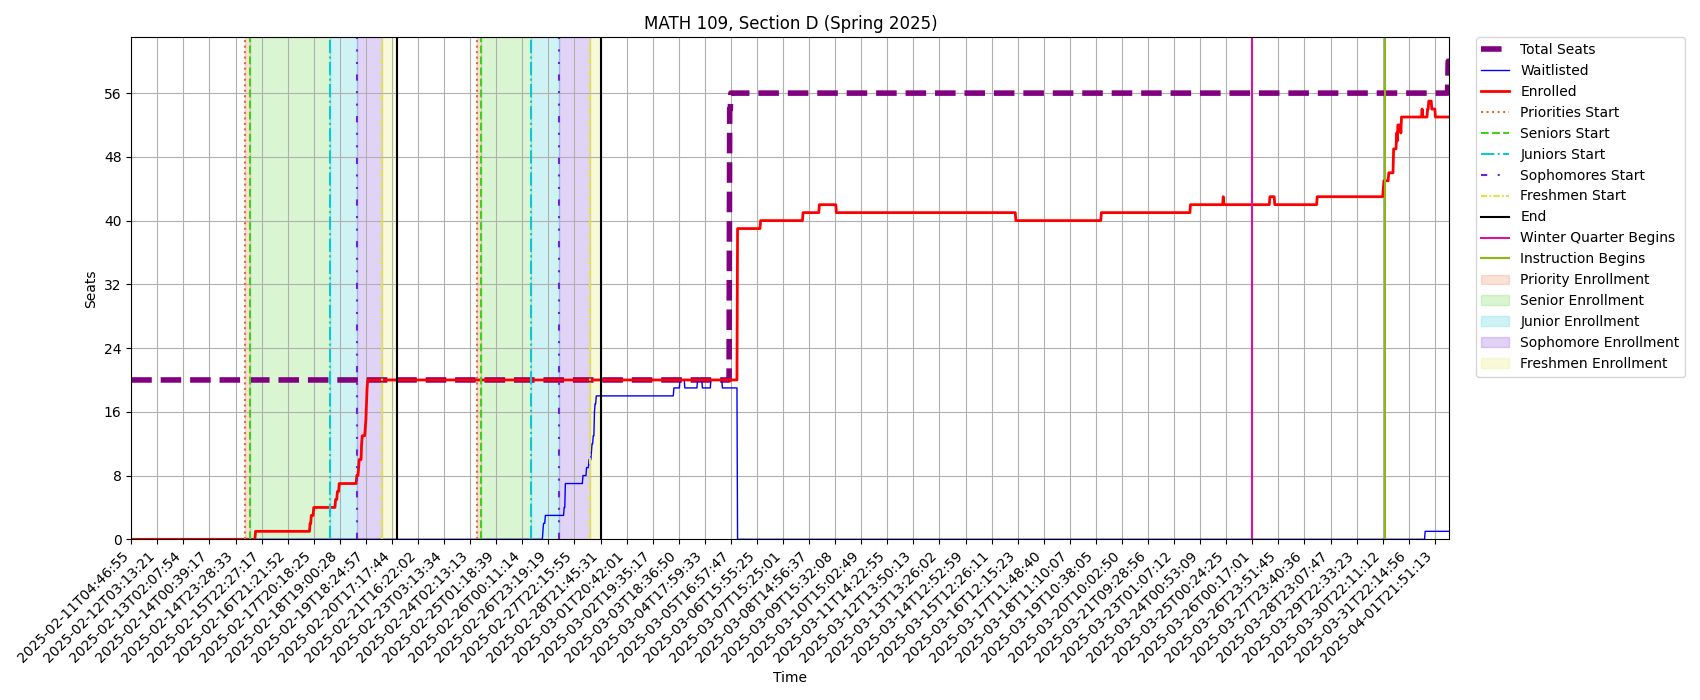 MATH 109, Section D (Spring 2025)
Seats
56
48
40
32
24
16
8
0
2025-02-11T04:46:55
2025-02-12T03:13:21
2025-02-13T02:07:54
2025-02-14T00:39:17
2025-02-14T23:28:33
2025-02-15T22:27:17
2025-02-16T21:21:52
2025-02-17T20:18:25
2025-02-18T19:00:28
2025-02-19T18:24:57
2025-02-20T17:17:44
2025-02-21T16:22:02
2025-02-23T03:13:34
2025-02-24T02:13:13
2025-02-25T01:18:39
2025-02-26T00:11:14
2025-02-26T23:19:19
2025-02-27T22:15:55
2025-02-28T21:45:31
2025-03-01T20:42:01
2025-03-02T19:35:17
2025-03-03T18:36:50
2025-03-04T17:59:33
2025-03-05T16:57:47
2025-03-06T15:55:25
2025-03-07T15:25:01
2025-03-08T14:56:37
2025-03-09T15:32:08
2025-03-10T15:02:49
2025-03-11T14:22:55
2025-03-12T13:50:13
2025-03-13T13:26:02
2025-03-14T12:52:59
2025-03-15T12:26:11
2025-03-16T12:15:23
2025-03-17T11:48:40
2025-03-18T11:10:07
2025-03-19T10:38:05
2025-03-20T10:02:50
2025-03-21T09:28:56
2025-03-23T01:07:12
2025-03-24T00:53:09
2025-03-25T00:24:25
2025-03-26T00:17:01
2025-03-26T23:51:45
2025-03-27T23:40:36
2025-03-28T23:07:47
2025-03-29T22:33:23
2025-03-30T22:11:12
2025-03-31T22:14:56
2025-04-01T21:51:13
Time
Total Seats
Waitlisted
Enrolled
Priorities Start
Seniors Start
Juniors Start
Sophomores Start
Freshmen Start
End
Winter Quarter Begins
Instruction Begins
Priority Enrollment
Senior Enrollment
Junior Enrollment
Sophomore Enrollment
Freshmen Enrollment